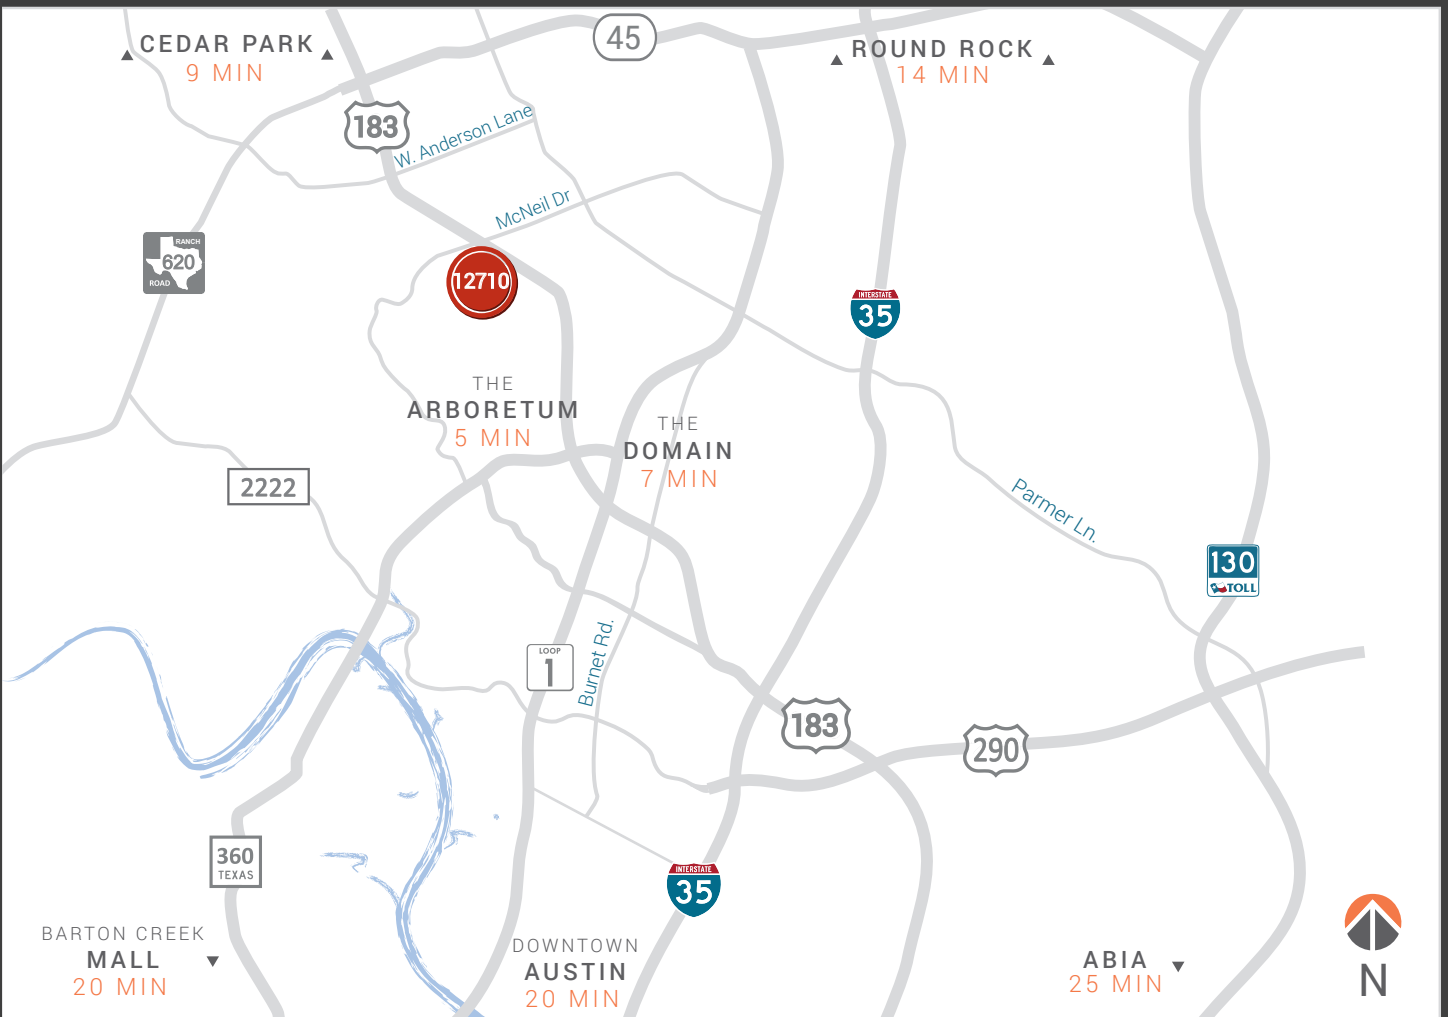 CEDAR PARK
9 MIN
45
ROUND ROCK
14 MIN
183
W. Anderson Lane
McNeil Dr
RANCH
620
ROAD
12710
INTERSTATE
35
THE
ARBORETUM
5 MIN
THE
DOMAIN
7 MIN
2222
Parmer Ln.
130
TOLL
LOOP
1
Burnet Rd.
183
290
360
TEXAS
INTERSTATE
35
BARTON CREEK
MALL
20 MIN
DOWNTOWN
AUSTIN
20 MIN
ABIA
25 MIN
N